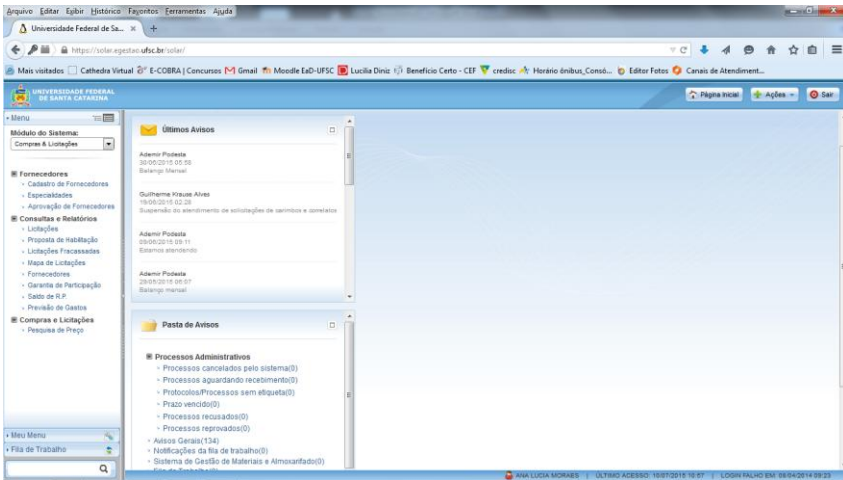 Arquivo Editar Exibir Histórico Favoritos Ferramentas Ajuda
Universidade Federal de Sa...
https://solar.egestao.ufsc.br/solar/
Mais visitados Cathedra Virtual E-COBRA | Concursos Gmail Moodle EaD-UFSC Lucilia Diniz Benefício Certo - CEF credisc Horário ônibus_Consó... Editor Fotos Canais de Atendiment...
UNIVERSIDADE FEDERAL
DE SANTA CATARINA
Página Inicial Ações Sair
Menu
Módulo do Sistema:
Compras & Licitações
Fornecedores
Cadastro de Fornecedores
Especialidades
Aprovação de Fornecedores
Consultas e Relatórios
Licitações
Proposta de Habilitação
Licitações Fracassadas
Mapa de Licitações
Fornecedores
Garantia de Participação
Saldo de R.P.
Previsão de Gastos
Compras e Licitações
Pesquisa de Preço
Meu Menu
Fila de Trabalho
Últimos Avisos
Ademir Podesta
30/06/2015 05:58
Balanço Mensal
Guilherme Krause Alves
19/06/2015 02:28
Suspensão do atendimento de solicitações de carimbos e correlatos
Ademir Podesta
09/06/2015 09:11
Estamos atendendo
Ademir Podesta
29/05/2015 06:07
Balanço mensal
Pasta de Avisos
Processos Administrativos
Processos cancelados pelo sistema(0)
Processos aguardando recebimento(0)
Protocolos/Processos sem etiqueta(0)
Prazo vencido(0)
Processos recusados(0)
Processos reprovados(0)
Avisos Gerais(134)
Notificações da fila de trabalho(0)
Sistema de Gestão de Materiais e Almoxarifado(0)
ANA LUCIA MORAES | ÚLTIMO ACESSO: 10/07/2015 10:57 | LOGIN FALHO EM: 08/04/2014 09:23